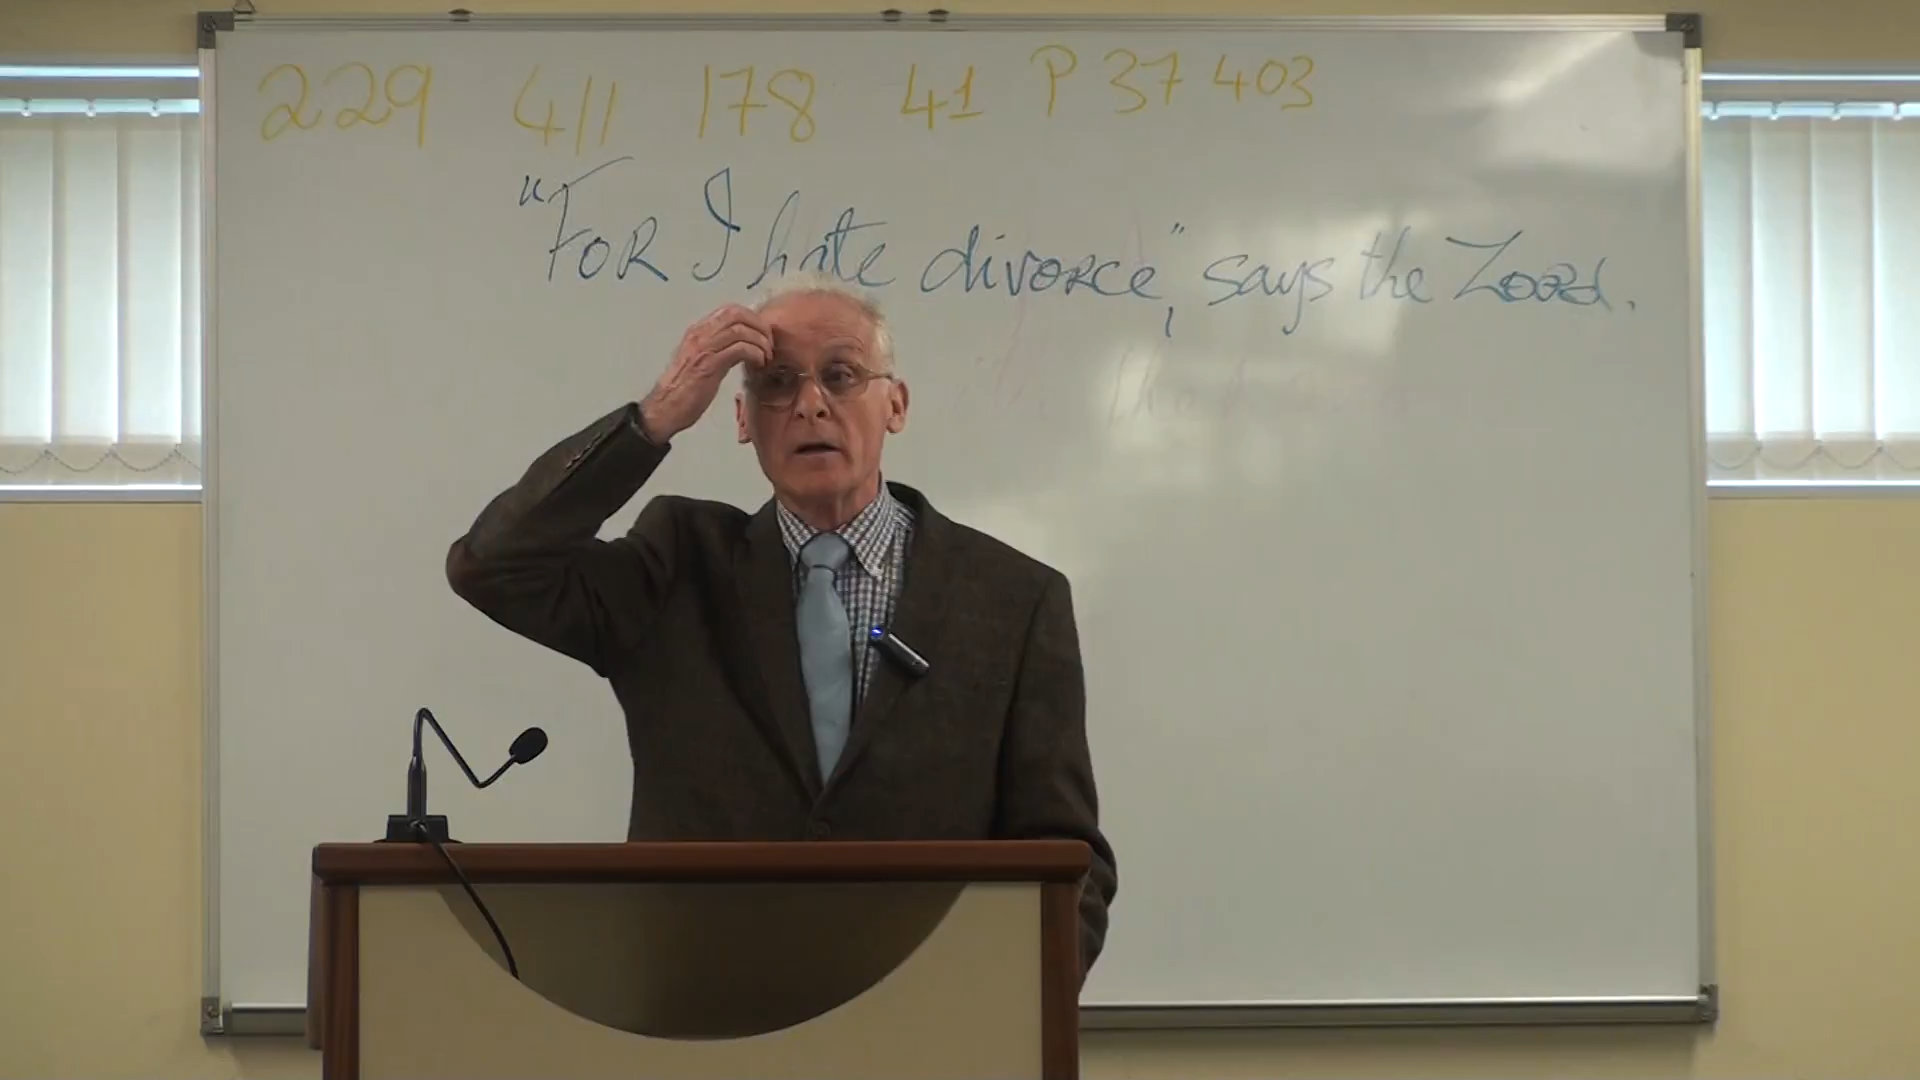 229 411 178 41 P 37 403
"FOR I hate divorce", says the Lord.